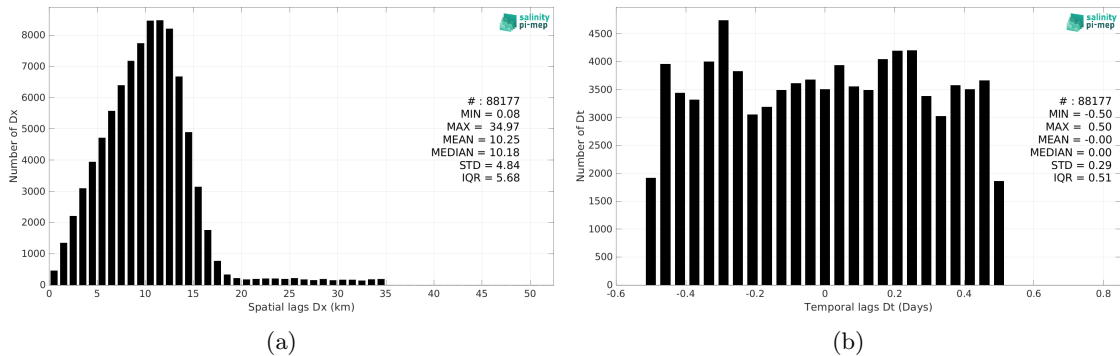 salinity
pi-mep
Number of Dx
8000
7000
6000
5000
4000
3000
2000
1000
0
# : 88177
MIN = 0.08
MAX = 34.97
MEAN = 10.25
MEDIAN = 10.18
STD = 4.84
IQR = 5.68
0 5 10 15 20 25 30 35 40 45 50
Spatial lags Dx (km)
(a)
salinity
pi-mep
Number of Dt
4500
4000
3500
3000
2500
2000
1500
1000
500
0
# : 88177
MIN = -0.50
MAX = 0.50
MEAN = -0.00
MEDIAN = 0.00
STD = 0.29
IQR = 0.51
-0.6 -0.4 -0.2 0 0.2 0.4 0.6 0.8
Temporal lags Dt (Days)
(b)